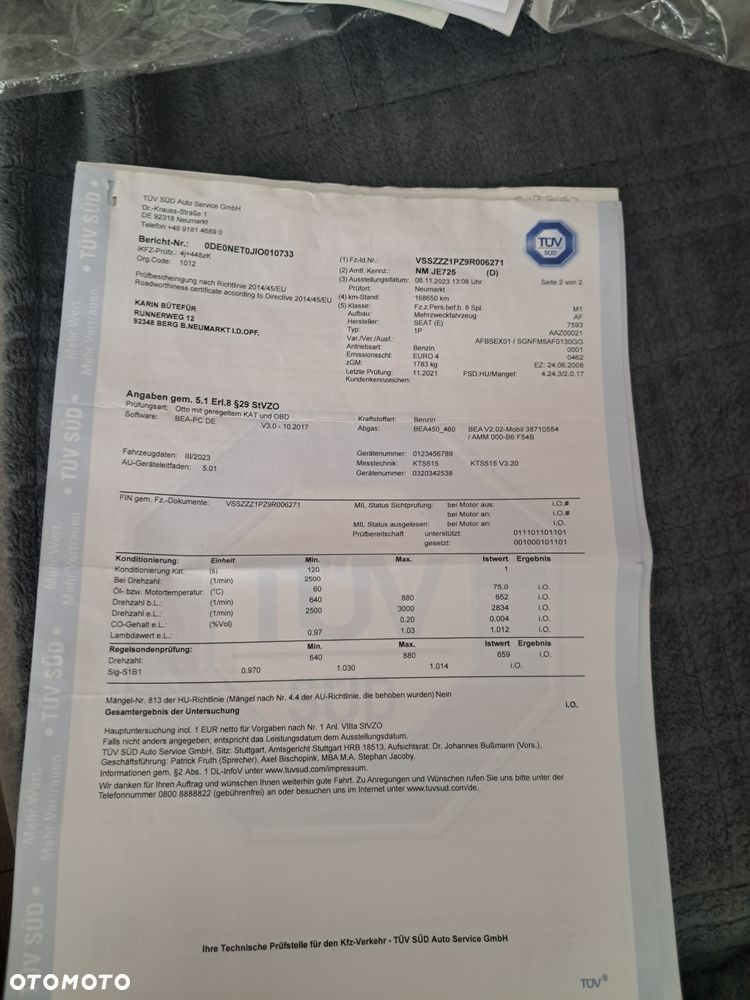 TÜV SÜD Auto Service GmbH
Dr.-Krauss-Straße 1
DE 92318 Neumarkt
Telefon +49 9181 4689 0
Bericht-Nr.: 0DE0NET0JIO010733
iKFZ-Prüfz.: 4j+448zK
Org.Code: 1012
Prüfbescheinigung nach Richtlinie 2014/45/EU
Roadworthiness certificate according to Directive 2014/45/EU
KARIN BÜTEFÜR
RUNNERWEG 12
92348 BERG B.NEUMARKT I.D.OPF.
(1) Fz-Id.Nr.: VSSZZZ1PZ9R006271
(2) Amtl. Kennz.: NM JE725 (D)
(3) Ausstellungsdatum: 08.11.2023 13:08 Uhr
Prüfort: Neumarkt
(4) km-Stand: 168650 km
(5) Klasse: Fz.z.Pers.bef.b. 8 Spl. M1
Aufbau: Mehrzweckfahrzeug AF
Hersteller: SEAT (E) 7593
Typ: 1P AAZ00021
Var./Ver./Ausf.: AFBSEX01 / SGNFM5AF0130GG
Antriebsart: Benzin 0001
Emissionsschl: EURO 4 0462
zGM: 1783 kg EZ: 24.06.2008
Letzte Prüfung: 11.2021 FSD.HU/Mangel: 4.24.3/2.0.17
Kundenkennzeichen:
TÜV
SÜD
Seite 2 von 2
Angaben gem. 5.1 Erl.8 §29 StVZO
Prüfungsart: Otto mit geregeltem KAT und OBD
Software: BEA-PC DE V3.0 - 10.2017
Kraftstoffart: Benzin
Abgas: BEA450_460 BEA V2.02-Mobil 38710554
/ AMM 000-B6 F54B
Fahrzeugdaten: III/2023
AU-Geräteleitfaden: 5.01
Gerätenummer: 0123456789
Messtechnik: KTS515 KTS515 V3.20
Gerätenummer: 0320342538
FIN gem. Fz.-Dokumente: VSSZZZ1PZ9R006271
MIL Status Sichtprüfung: bei Motor aus: i.O.#
bei Motor an: i.O.#
MIL Status ausgelesen: bei Motor an: i.O.
Prüfbereitschaft unterstützt: 011101101101
gesetzt: 001000101101
Konditionierung: Einheit Min. Max. Istwert Ergebnis
Konditionierung Kat: (s) 120 1
Bei Drehzahl: (1/min) 2500
Öl- bzw. Motortemperatur: (°C) 60 75.0 i.O.
Drehzahl b.L.: (1/min) 640 880 652 i.O.
Drehzahl e.L.: (1/min) 2500 3000 2834 i.O.
CO-Gehalt e.L.: (%Vol) 0.20 0.004 i.O.
Lambdawert e.L.: 0.97 1.03 1.012 i.O.
Regelsondenprüfung: Min. Max. Istwert Ergebnis
Drehzahl: 640 880 659 i.O.
Sig-S1B1 0.970 1.030 1.014 i.O.
Mängel-Nr. 813 der HU-Richtlinie (Mängel nach Nr. 4.4 der AU-Richtlinie, die behoben wurden) Nein
Gesamtergebnis der Untersuchung i.O.
Hauptuntersuchung incl. 1 EUR netto für Vorgaben nach Nr. 1 Anl. VIIIa StVZO
Falls nicht anders angegeben, entspricht das Leistungsdatum dem Ausstellungsdatum.
TÜV SÜD Auto Service GmbH, Sitz: Stuttgart, Amtsgericht Stuttgart HRB 18513, Aufsichtsrat: Dr. Johannes Bußmann (Vors.),
Geschäftsführung: Patrick Fruth (Sprecher), Axel Bischopink, MBA M.A. Stephan Jacoby.
Informationen gem. §2 Abs. 1 DL-InfoV unter www.tuvsud.com/impressum.
Wir danken für Ihren Auftrag und wünschen Ihnen weiterhin gute Fahrt. Zu Anregungen und Wünschen rufen Sie uns bitte unter der
Telefonnummer 0800 8888822 (gebührenfrei) an oder besuchen uns im Internet unter www.tuvsud.com/de.
Ihre Technische Prüfstelle für den Kfz-Verkehr - TÜV SÜD Auto Service GmbH
TÜV®
Mehr Wert.
Mehr Vertrauen.
TÜV SÜD
OTOMOTO